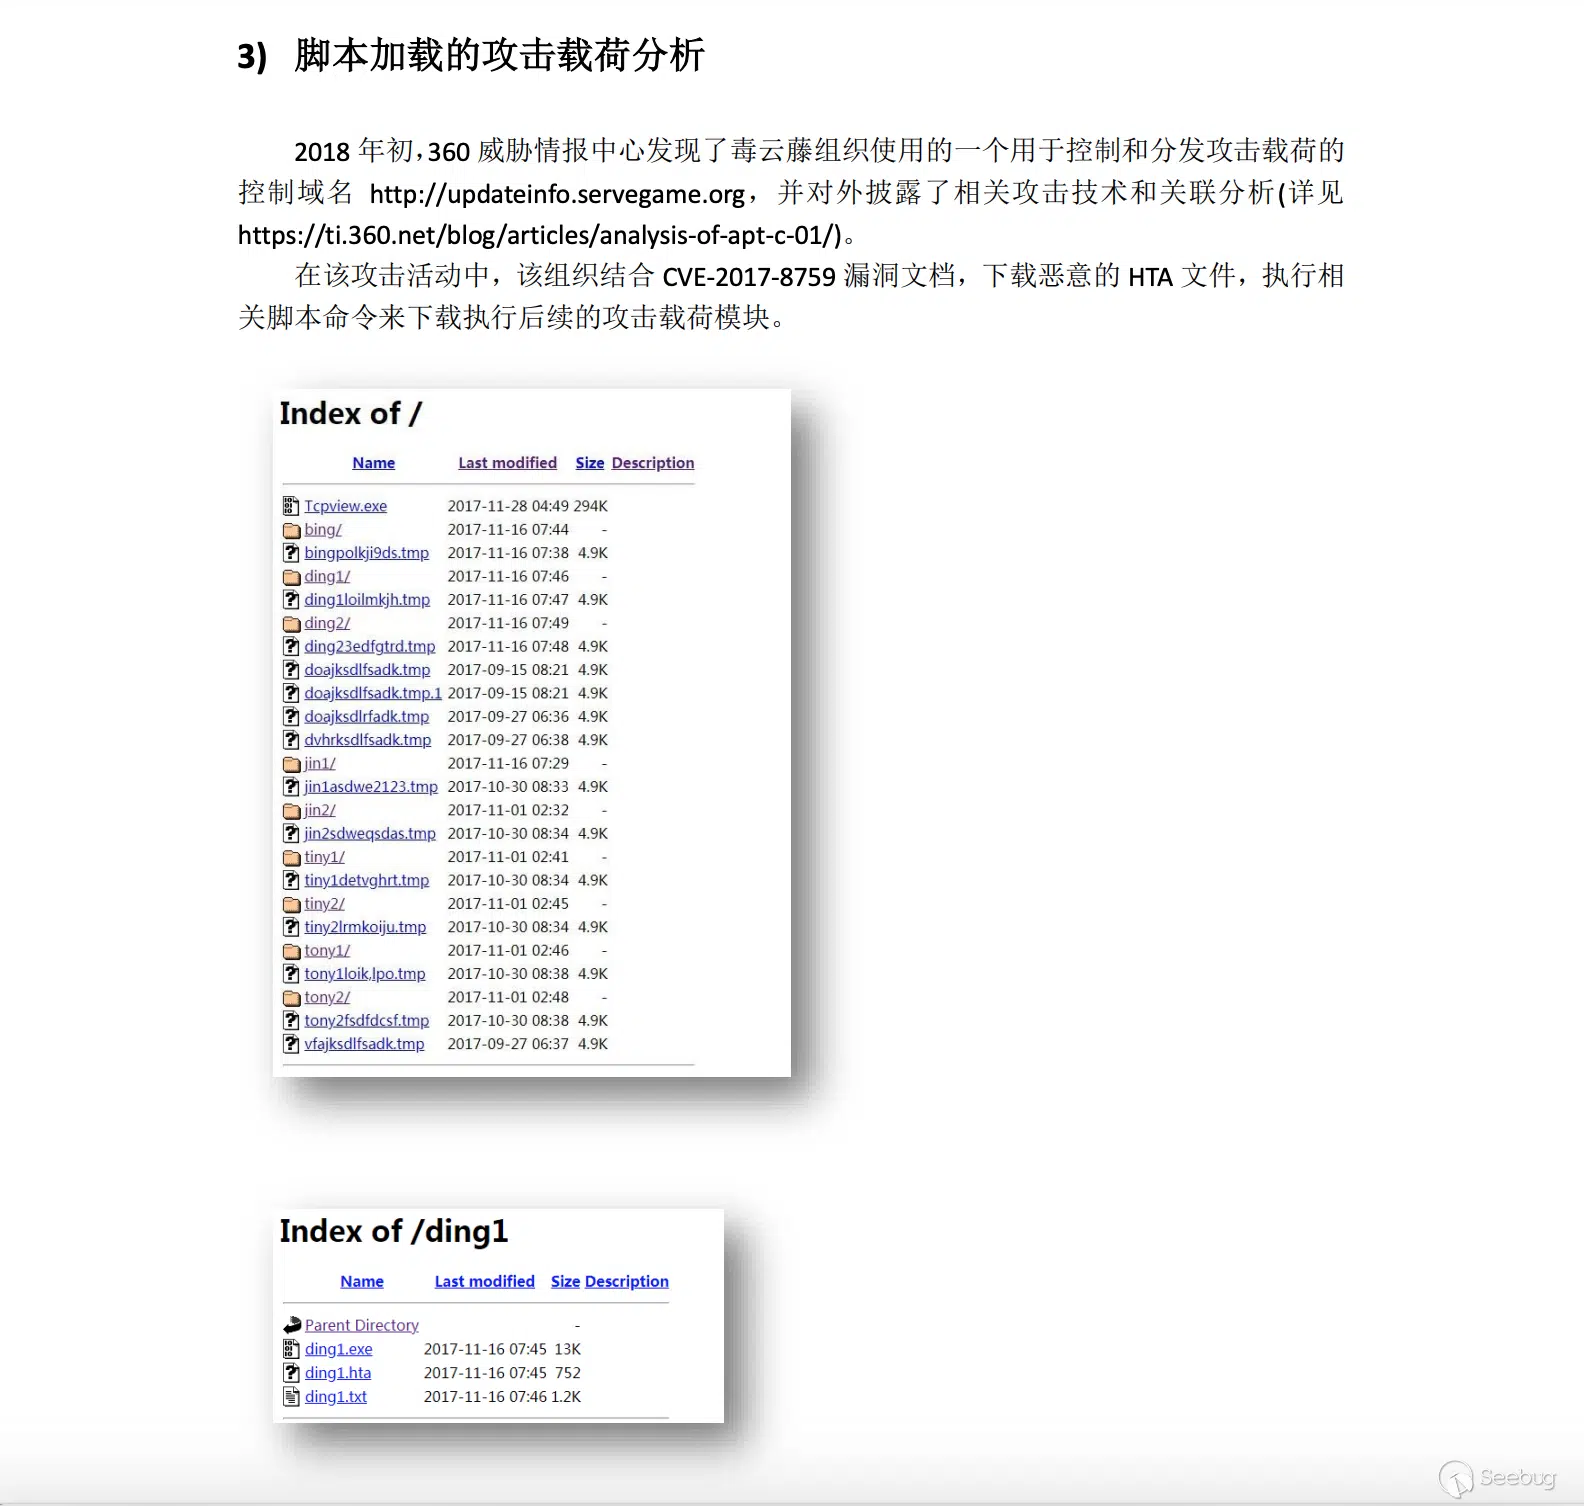 3) 脚本加载的攻击载荷分析
2018 年初，360 威胁情报中心发现了毒云藤组织使用的一个用于控制和分发攻击载荷的
控制域名 http://updateinfo.servegame.org，并对外披露了相关攻击技术和关联分析(详见
https://ti.360.net/blog/articles/analysis-of-apt-c-01/)。
在该攻击活动中，该组织结合 CVE-2017-8759 漏洞文档，下载恶意的 HTA 文件，执行相
关脚本命令来下载执行后续的攻击载荷模块。
Index of /
Name Last modified Size Description
Tcpview.exe 2017-11-28 04:49 294K
bing/ 2017-11-16 07:44 -
bingpolkji9ds.tmp 2017-11-16 07:38 4.9K
ding1/ 2017-11-16 07:46 -
ding1loilmkjh.tmp 2017-11-16 07:47 4.9K
ding2/ 2017-11-16 07:49 -
ding23edfgtrd.tmp 2017-11-16 07:48 4.9K
doajksdlfsadk.tmp 2017-09-15 08:21 4.9K
doajksdlfsadk.tmp.1 2017-09-15 08:21 4.9K
doajksdlrfadk.tmp 2017-09-27 06:36 4.9K
dvhrksdlfsadk.tmp 2017-09-27 06:38 4.9K
jin1/ 2017-11-16 07:29 -
jin1asdwe2123.tmp 2017-10-30 08:33 4.9K
jin2/ 2017-11-01 02:32 -
jin2sdweqsdas.tmp 2017-10-30 08:34 4.9K
tiny1/ 2017-11-01 02:41 -
tiny1detvghrt.tmp 2017-10-30 08:34 4.9K
tiny2/ 2017-11-01 02:45 -
tiny2lrmkoiju.tmp 2017-10-30 08:34 4.9K
tony1/ 2017-11-01 02:46 -
tony1loik,lpo.tmp 2017-10-30 08:38 4.9K
tony2/ 2017-11-01 02:48 -
tony2fsdfdcsf.tmp 2017-10-30 08:38 4.9K
vfajksdlfsadk.tmp 2017-09-27 06:37 4.9K
Index of /ding1
Name Last modified Size Description
Parent Directory -
ding1.exe 2017-11-16 07:45 13K
ding1.hta 2017-11-16 07:45 752
ding1.txt 2017-11-16 07:46 1.2K
Seebug